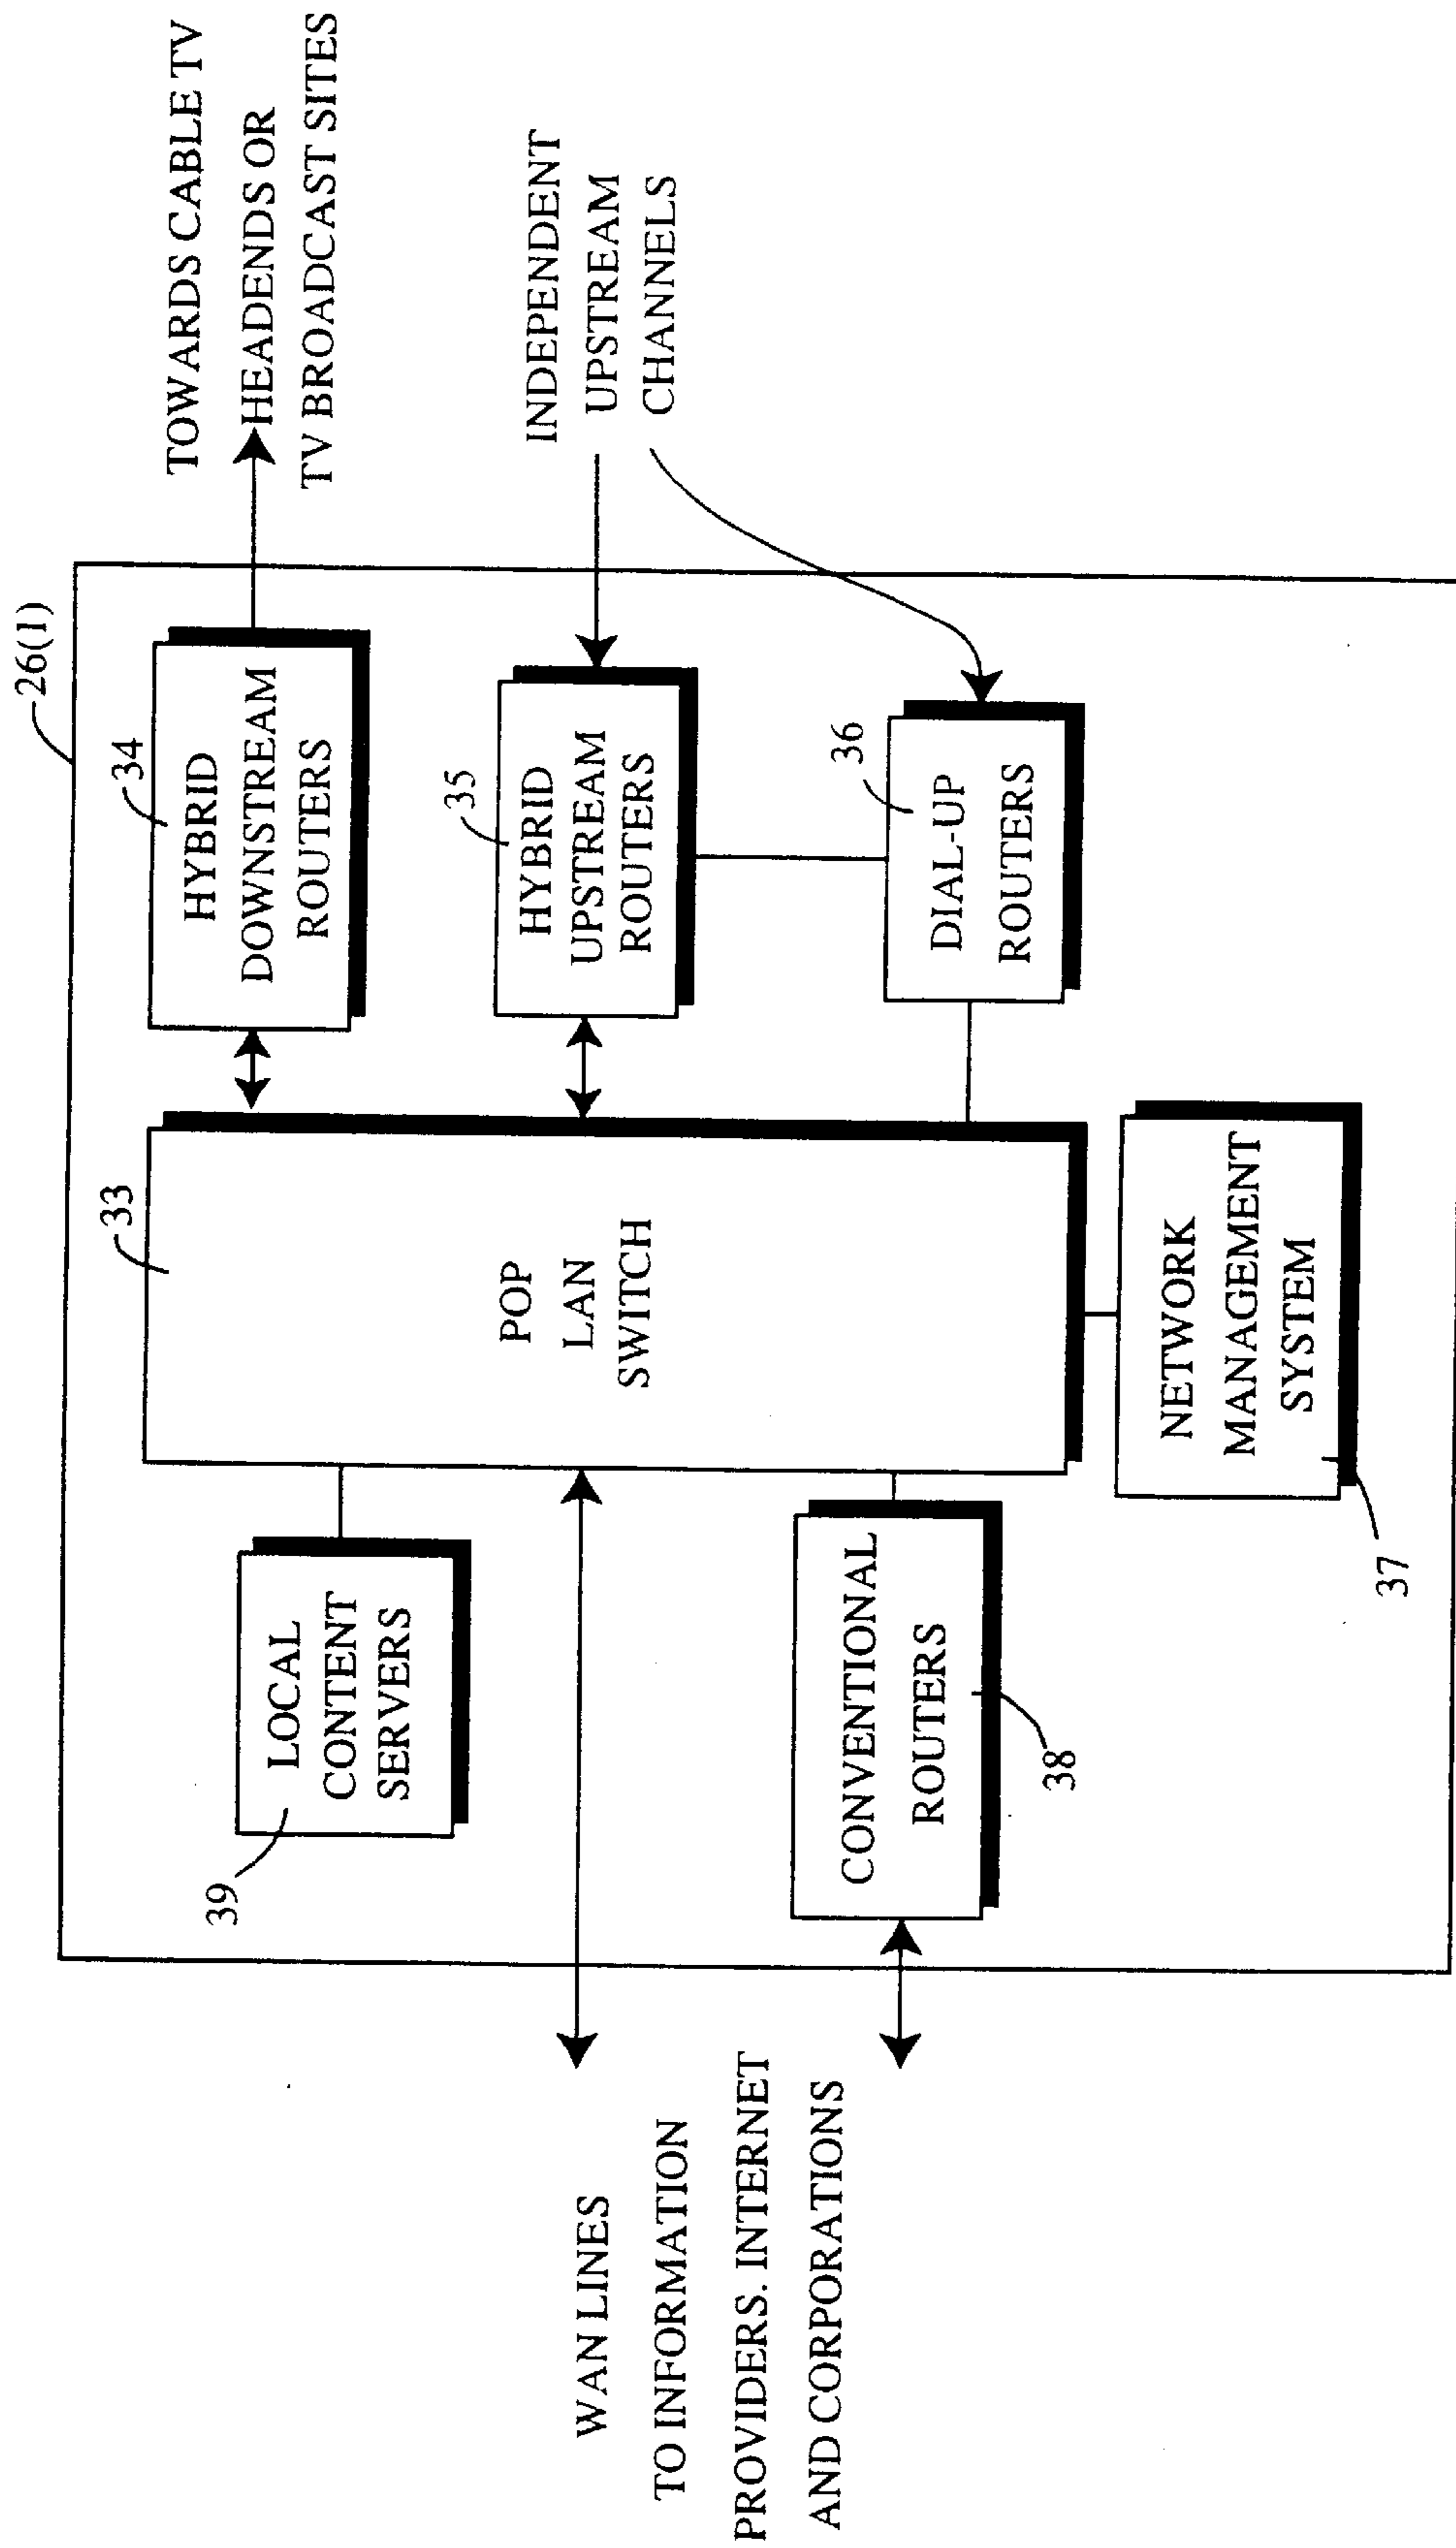 26(1)
TOWARDS CABLE TV
HEADENDS OR
TV BROADCAST SITES
INDEPENDENT
UPSTREAM
CHANNELS
34
HYBRID
DOWNSTREAM
ROUTERS
35
HYBRID
UPSTREAM
ROUTERS
36
DIAL-UP
ROUTERS
33
POP
LAN
SWITCH
NETWORK
MANAGEMENT
SYSTEM
37
39
LOCAL
CONTENT
SERVERS
CONVENTIONAL
ROUTERS
38
WAN LINES
TO INFORMATION
PROVIDERS. INTERNET
AND CORPORATIONS